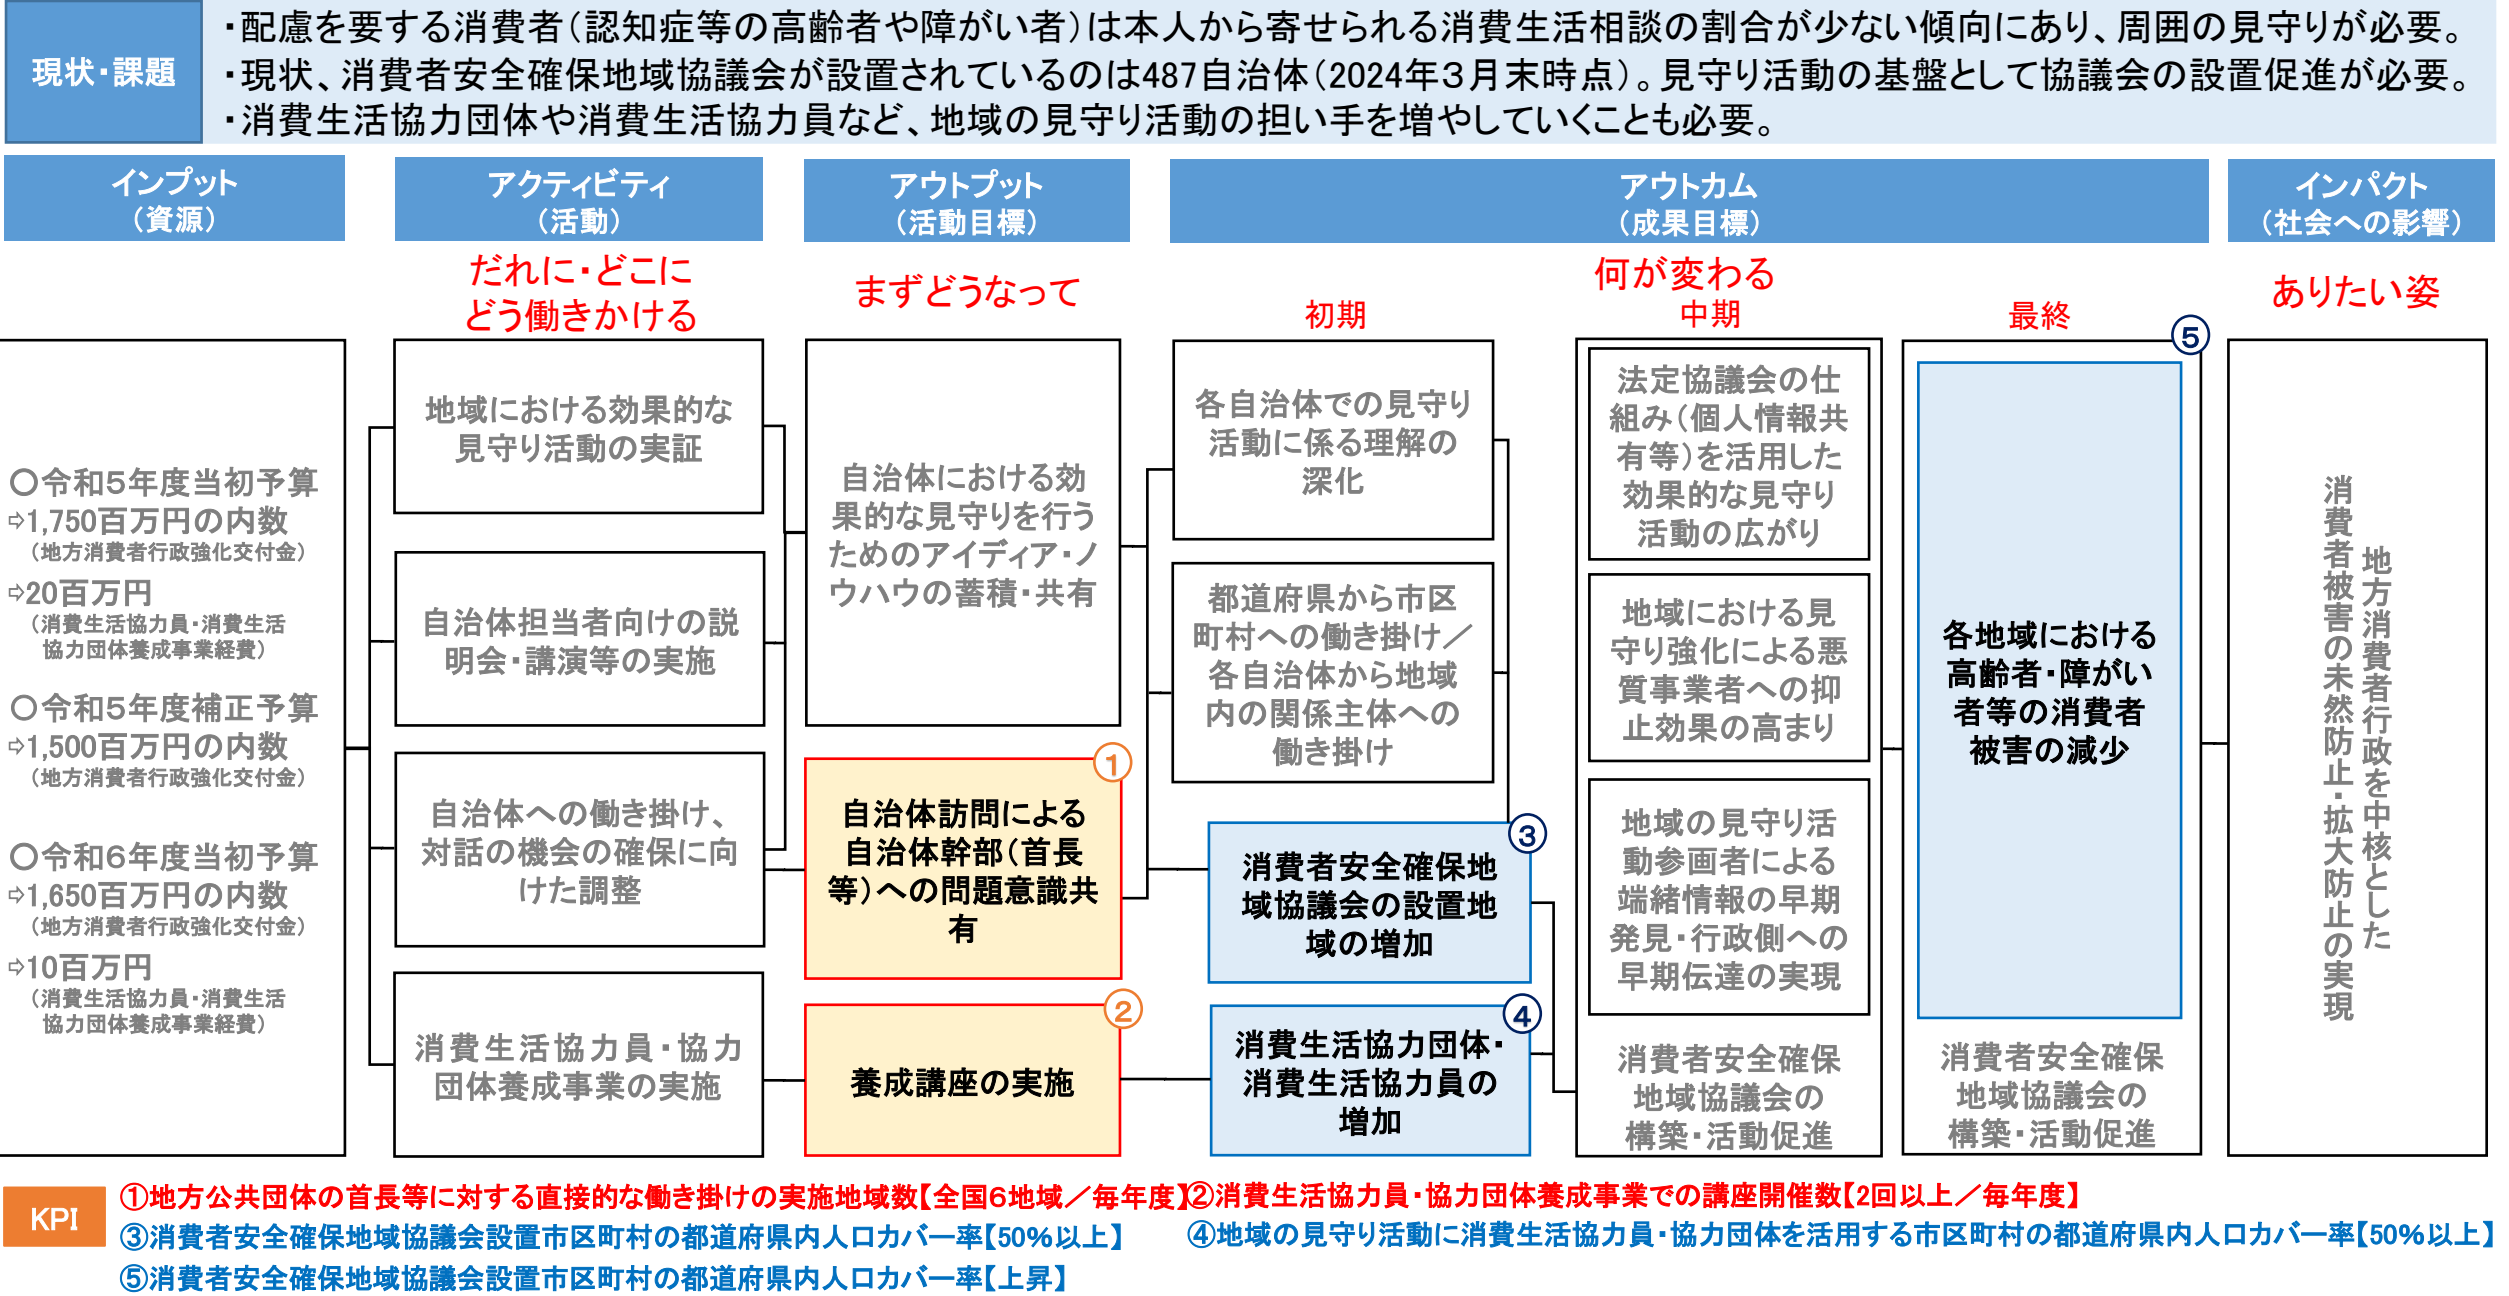 現状・課題
・配慮を要する消費者（認知症等の高齢者や障がい者）は本人から寄せられる消費生活相談の割合が少ない傾向にあり、周囲の見守りが必要。
・現状、消費者安全確保地域協議会が設置されているのは487自治体（2024年３月末時点）。見守り活動の基盤として協議会の設置促進が必要。
・消費生活協力団体や消費生活協力員など、地域の見守り活動の担い手を増やしていくことも必要。
インプット
（資源）
アクティビティ
（活動）
アウトプット
（活動目標）
アウトカム
（成果目標）
インパクト
（社会への影響）
だれに・どこに
どう働きかける
まずどうなって
何が変わる
初期
中期
最終
ありたい姿
〇令和５年度当初予算
⇨1,750百万円の内数
（地方消費者行政強化交付金）
⇨20百万円
（消費生活協力員・消費生活
協力団体養成事業経費）
〇令和５年度補正予算
⇨1,500百万円の内数
（地方消費者行政強化交付金）
〇令和６年度当初予算
⇨1,650百万円の内数
（地方消費者行政強化交付金）
⇨10百万円
（消費生活協力員・消費生活
協力団体養成事業経費）
地域における効果的な
見守り活動の実証
自治体担当者向けの説
明会・講演等の実施
自治体への働き掛け、
対話の機会の確保に向
けた調整
消費生活協力員・協力
団体養成事業の実施
自治体における効
果的な見守りを行う
ためのアイディア・ノ
ウハウの蓄積・共有
①
自治体訪問による
自治体幹部（首長
等）への問題意識共
有
②
養成講座の実施
各自治体での見守り
活動に係る理解の
深化
都道府県から市区
町村への働き掛け／
各自治体から地域
内の関係主体への
働き掛け
③
消費者安全確保地
域協議会の設置地
域の増加
④
消費生活協力団体・
消費生活協力員の
増加
法定協議会の仕
組み（個人情報共
有等）を活用した
効果的な見守り
活動の広がり
地域における見
守り強化による悪
質事業者への抑
止効果の高まり
地域の見守り活
動参画者による
端緒情報の早期
発見・行政側への
早期伝達の実現
消費者安全確保
地域協議会の
構築・活動促進
⑤
各地域における
高齢者・障がい
者等の消費者
被害の減少
消費者安全確保
地域協議会の
構築・活動促進
地方消費者行政を中核とした
消費者被害の未然防止・拡大防止の実現
KPI
①地方公共団体の首長等に対する直接的な働き掛けの実施地域数【全国６地域／毎年度】②消費生活協力員・協力団体養成事業での講座開催数【2回以上／毎年度】
③消費者安全確保地域協議会設置市区町村の都道府県内人口カバー率【50％以上】 ④地域の見守り活動に消費生活協力員・協力団体を活用する市区町村の都道府県内人口カバー率【50％以上】
⑤消費者安全確保地域協議会設置市区町村の都道府県内人口カバー率【上昇】